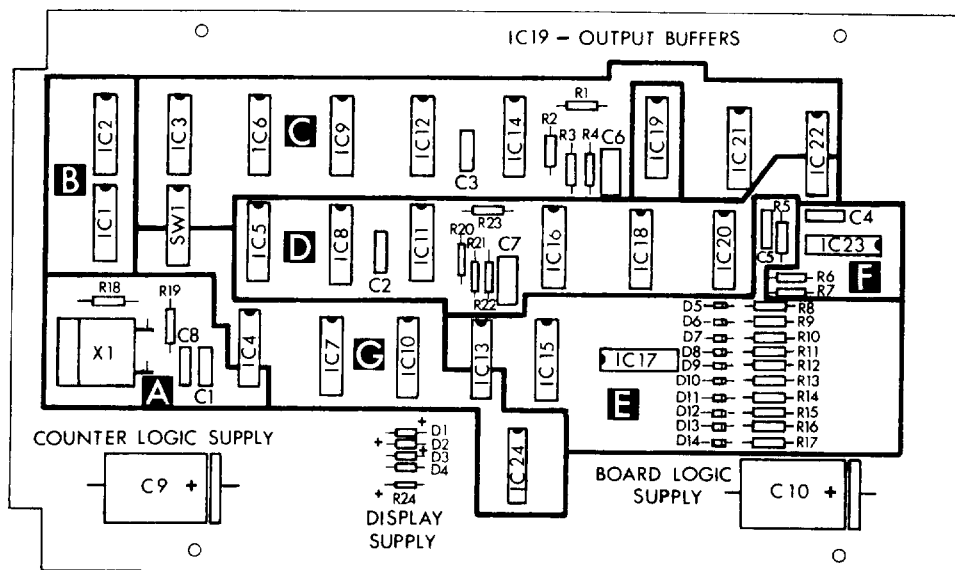 IC19 – OUTPUT BUFFERS
B
IC2
IC1
IC3
SW1
IC6
C
IC9
IC12
C3
IC14
R2
R1
R3
R4
C6
IC19
IC21
IC22
IC5
D
IC8
C2
IC11
R20
R21
R22
R23
C7
IC16
IC18
IC20
C5
R5
C4
IC23
F
R6
R7
R18
X1
R19
C8
C1
A
IC4
IC7
G
IC10
IC13
IC15
IC17
E
D5
R8
D6
R9
D7
R10
D8
R11
D9
R12
D10
R13
D11
R14
D12
R15
D13
R16
D14
R17
COUNTER LOGIC SUPPLY
C9 +
+ D1
+ D2
+ D3
D4
+ R24
DISPLAY
SUPPLY
IC24
BOARD LOGIC
SUPPLY
C10 +